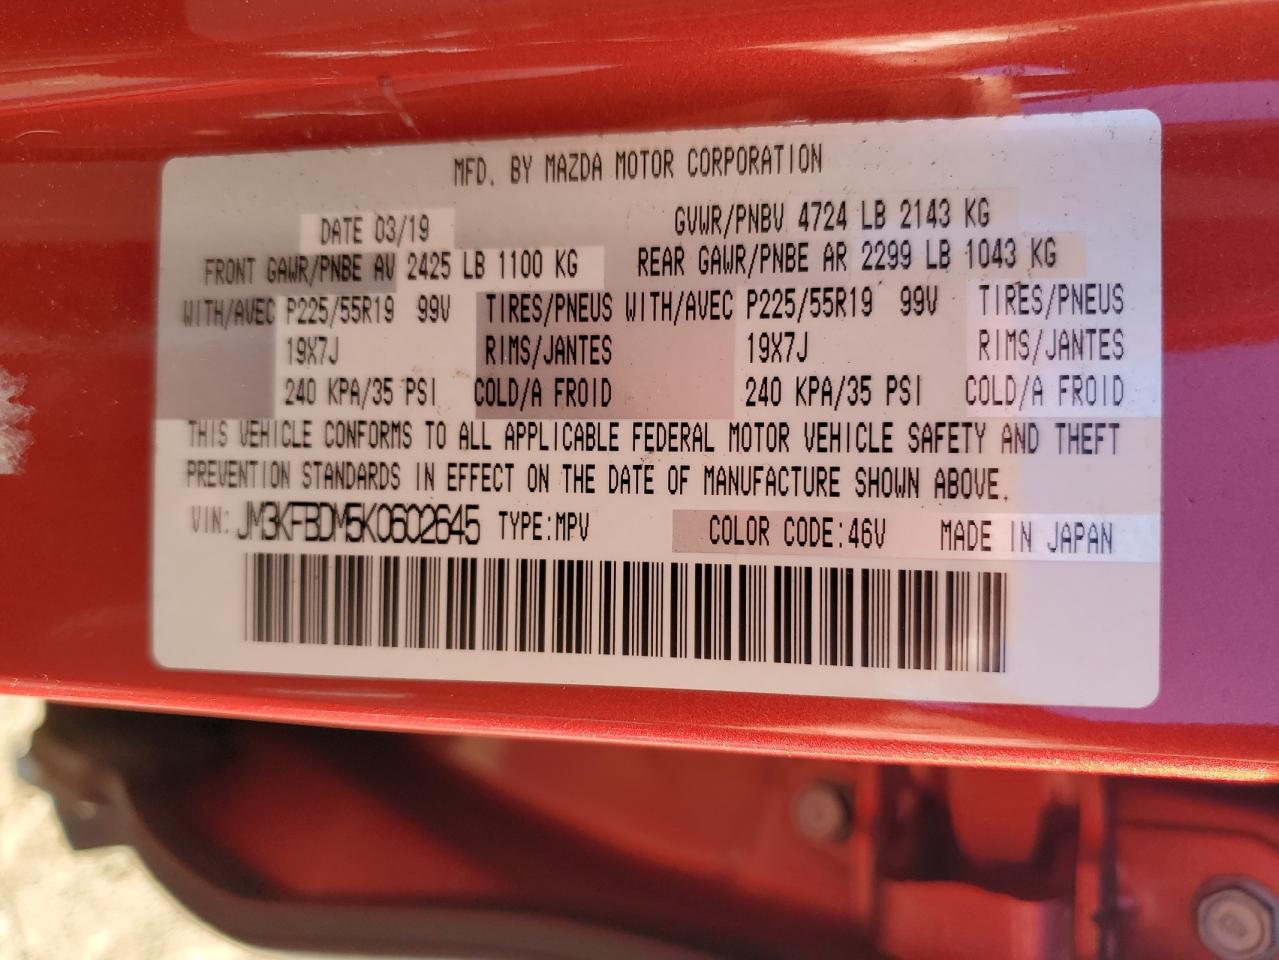 MFD. BY MAZDA MOTOR CORPORATION
DATE 03/19 GVWR/PNBV 4724 LB 2143 KG
FRONT GAWR/PNBE AV 2425 LB 1100 KG REAR GAWR/PNBE AR 2299 LB 1043 KG
WITH/AVEC P225/55R19 99V TIRES/PNEUS WITH/AVEC P225/55R19 99V TIRES/PNEUS
19X7J RIMS/JANTES 19X7J RIMS/JANTES
240 KPA/35 PSI COLD/A FROID 240 KPA/35 PSI COLD/A FROID
THIS VEHICLE CONFORMS TO ALL APPLICABLE FEDERAL MOTOR VEHICLE SAFETY AND THEFT
PREVENTION STANDARDS IN EFFECT ON THE DATE OF MANUFACTURE SHOWN ABOVE.
VIN: JM3KFBDM5K0602645 TYPE:MPV COLOR CODE:46V MADE IN JAPAN